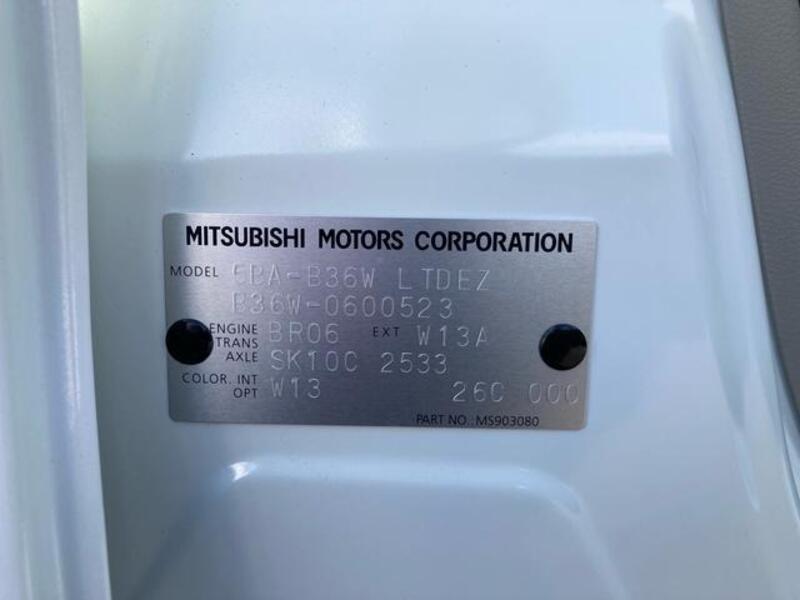 MITSUBISHI MOTORS CORPORATION
MODEL 5BA-B36W LTDEZ
B36W-0600523
ENGINE BR06 EXT W13A
TRANS
AXLE SK10C 2533
COLOR. INT W13 26C 000
OPT
PART NO.: MS903080